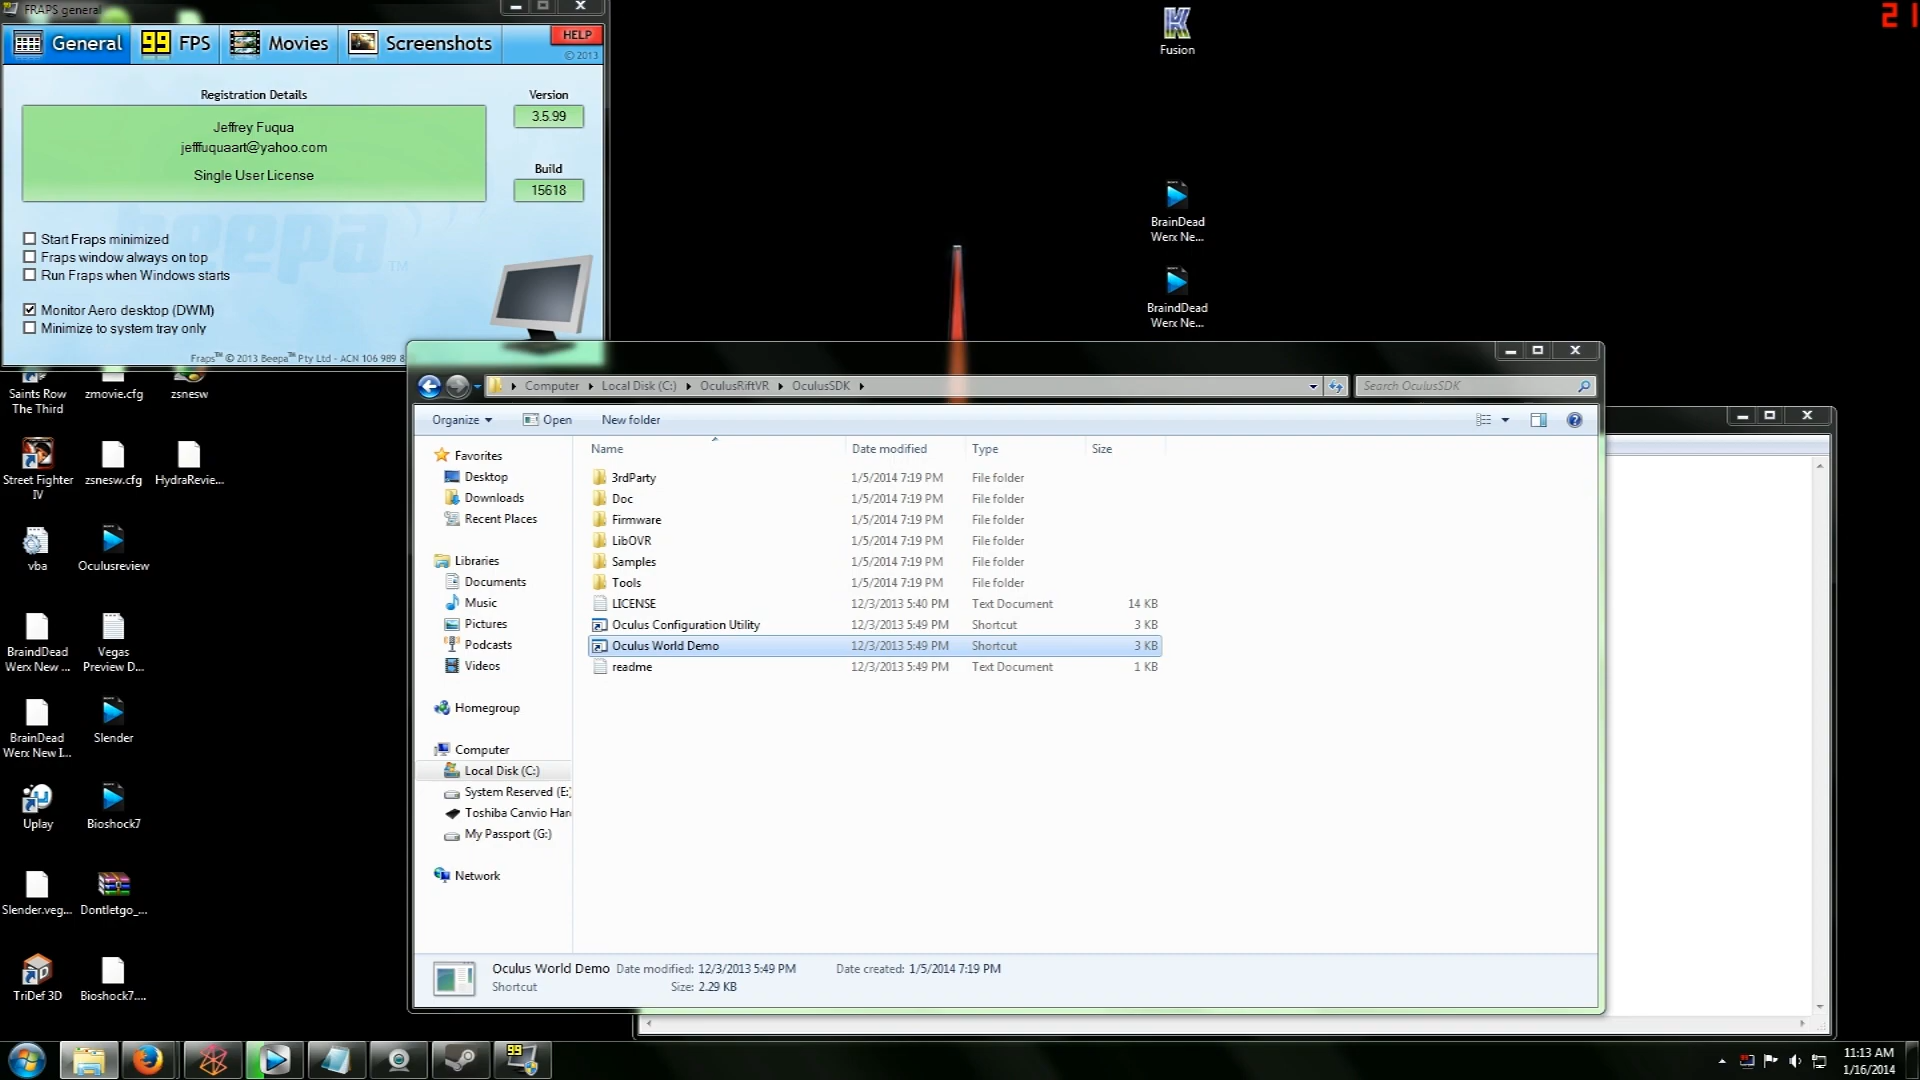 FRAPS general
21
General
99
FPS
Movies
Screenshots
HELP
© 2013
Registration Details
Version
Jeffrey Fuqua
jefffuquaart@yahoo.com
Single User License
3.5.99
Build
15618
beepa™
Start Fraps minimized
Fraps window always on top
Run Fraps when Windows starts
Monitor Aero desktop (DWM)
Minimize to system tray only
Fraps™ © 2013 Beepa™ Pty Ltd - ACN 106 989 8
Fusion
BrainDead
Werx Ne...
BraindDead
Werx Ne...
Saints Row
The Third
zmovie.cfg
zsnesw
Street Fighter
IV
zsnesw.cfg
HydraRevie...
vba
Oculusreview
BraindDead
Werx New ...
Vegas
Preview D...
BrainDead
Werx New I...
Slender
Uplay
Bioshock7
Slender.veg...
Dontletgo_...
TriDef 3D
Bioshock7....
Computer
Local Disk (C:)
OculusRiftVR
OculusSDK
Search OculusSDK
Organize
Open
New folder
Name
Date modified
Type
Size
Favorites
Desktop
Downloads
Recent Places
Libraries
Documents
Music
Pictures
Podcasts
Videos
Homegroup
Computer
Local Disk (C:)
System Reserved (E:
Toshiba Canvio Har
My Passport (G:)
Network
3rdParty 1/5/2014 7:19 PM File folder
Doc 1/5/2014 7:19 PM File folder
Firmware 1/5/2014 7:19 PM File folder
LibOVR 1/5/2014 7:19 PM File folder
Samples 1/5/2014 7:19 PM File folder
Tools 1/5/2014 7:19 PM File folder
LICENSE 12/3/2013 5:40 PM Text Document 14 KB
Oculus Configuration Utility 12/3/2013 5:49 PM Shortcut 3 KB
Oculus World Demo 12/3/2013 5:49 PM Shortcut 3 KB
readme 12/3/2013 5:49 PM Text Document 1 KB
Oculus World Demo Date modified: 12/3/2013 5:49 PM Date created: 1/5/2014 7:19 PM
Shortcut Size: 2.29 KB
99
11:13 AM
1/16/2014